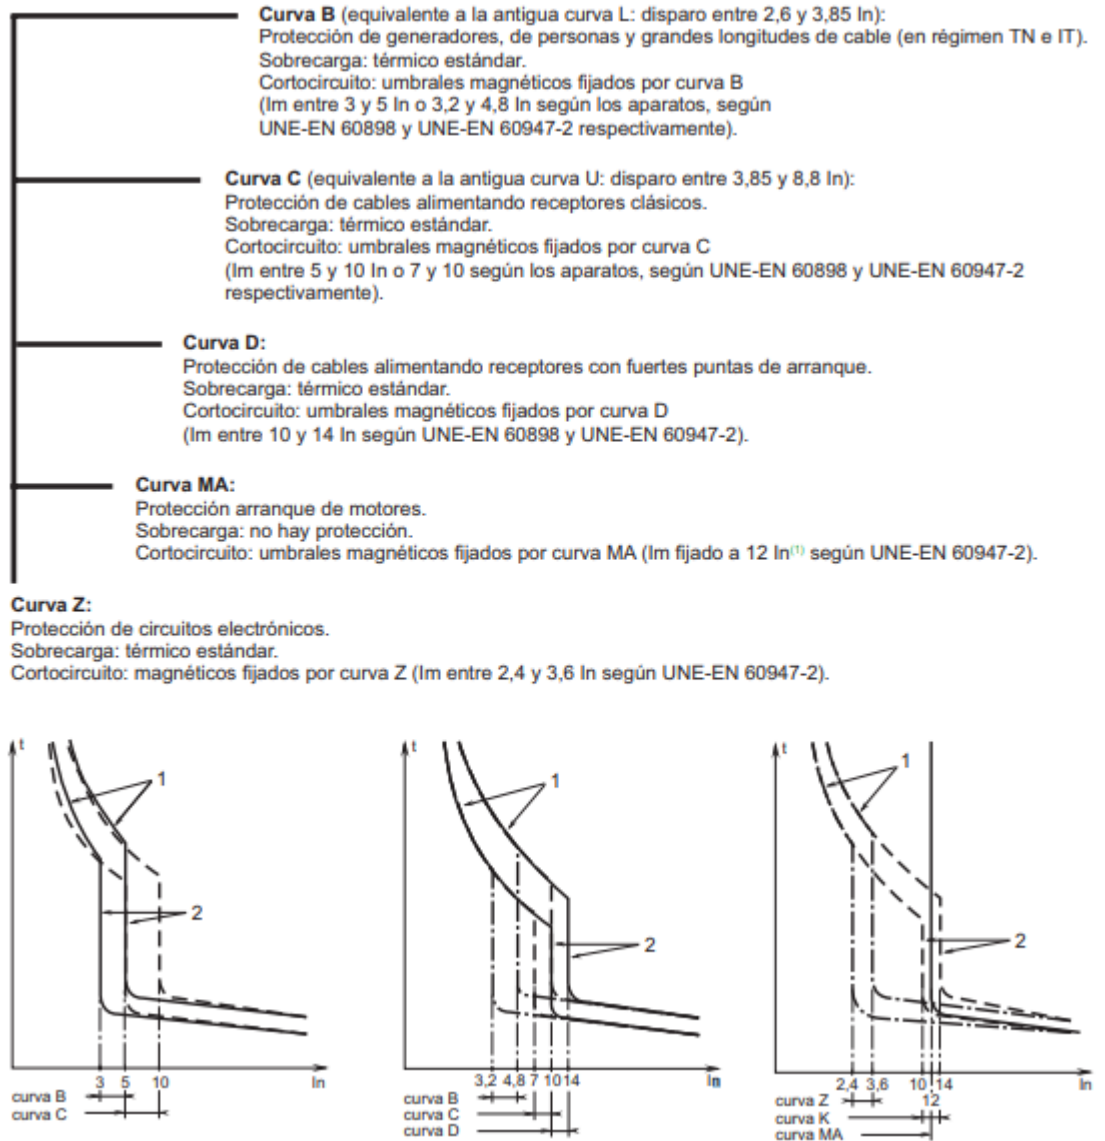 Curva B (equivalente a la antigua curva L: disparo entre 2,6 y 3,85 In):
Protección de generadores, de personas y grandes longitudes de cable (en régimen TN e IT).
Sobrecarga: térmico estándar.
Cortocircuito: umbrales magnéticos fijados por curva B
(Im entre 3 y 5 In o 3,2 y 4,8 In según los aparatos, según
UNE-EN 60898 y UNE-EN 60947-2 respectivamente).
Curva C (equivalente a la antigua curva U: disparo entre 3,85 y 8,8 In):
Protección de cables alimentando receptores clásicos.
Sobrecarga: térmico estándar.
Cortocircuito: umbrales magnéticos fijados por curva C
(Im entre 5 y 10 In o 7 y 10 según los aparatos, según UNE-EN 60898 y UNE-EN 60947-2
respectivamente).
Curva D:
Protección de cables alimentando receptores con fuertes puntas de arranque.
Sobrecarga: térmico estándar.
Cortocircuito: umbrales magnéticos fijados por curva D
(Im entre 10 y 14 In según UNE-EN 60898 y UNE-EN 60947-2).
Curva MA:
Protección arranque de motores.
Sobrecarga: no hay protección.
Cortocircuito: umbrales magnéticos fijados por curva MA (Im fijado a 12 In(1) según UNE-EN 60947-2).
Curva Z:
Protección de circuitos electrónicos.
Sobrecarga: térmico estándar.
Cortocircuito: magnéticos fijados por curva Z (Im entre 2,4 y 3,6 In según UNE-EN 60947-2).
t
1
2
3 5 10 In
curva B
curva C
t
1
2
3,2 4,8 7 10 14 In
curva B
curva C
curva D
t
1
2
2,4 3,6 10 14 In
12
curva Z
curva K
curva MA